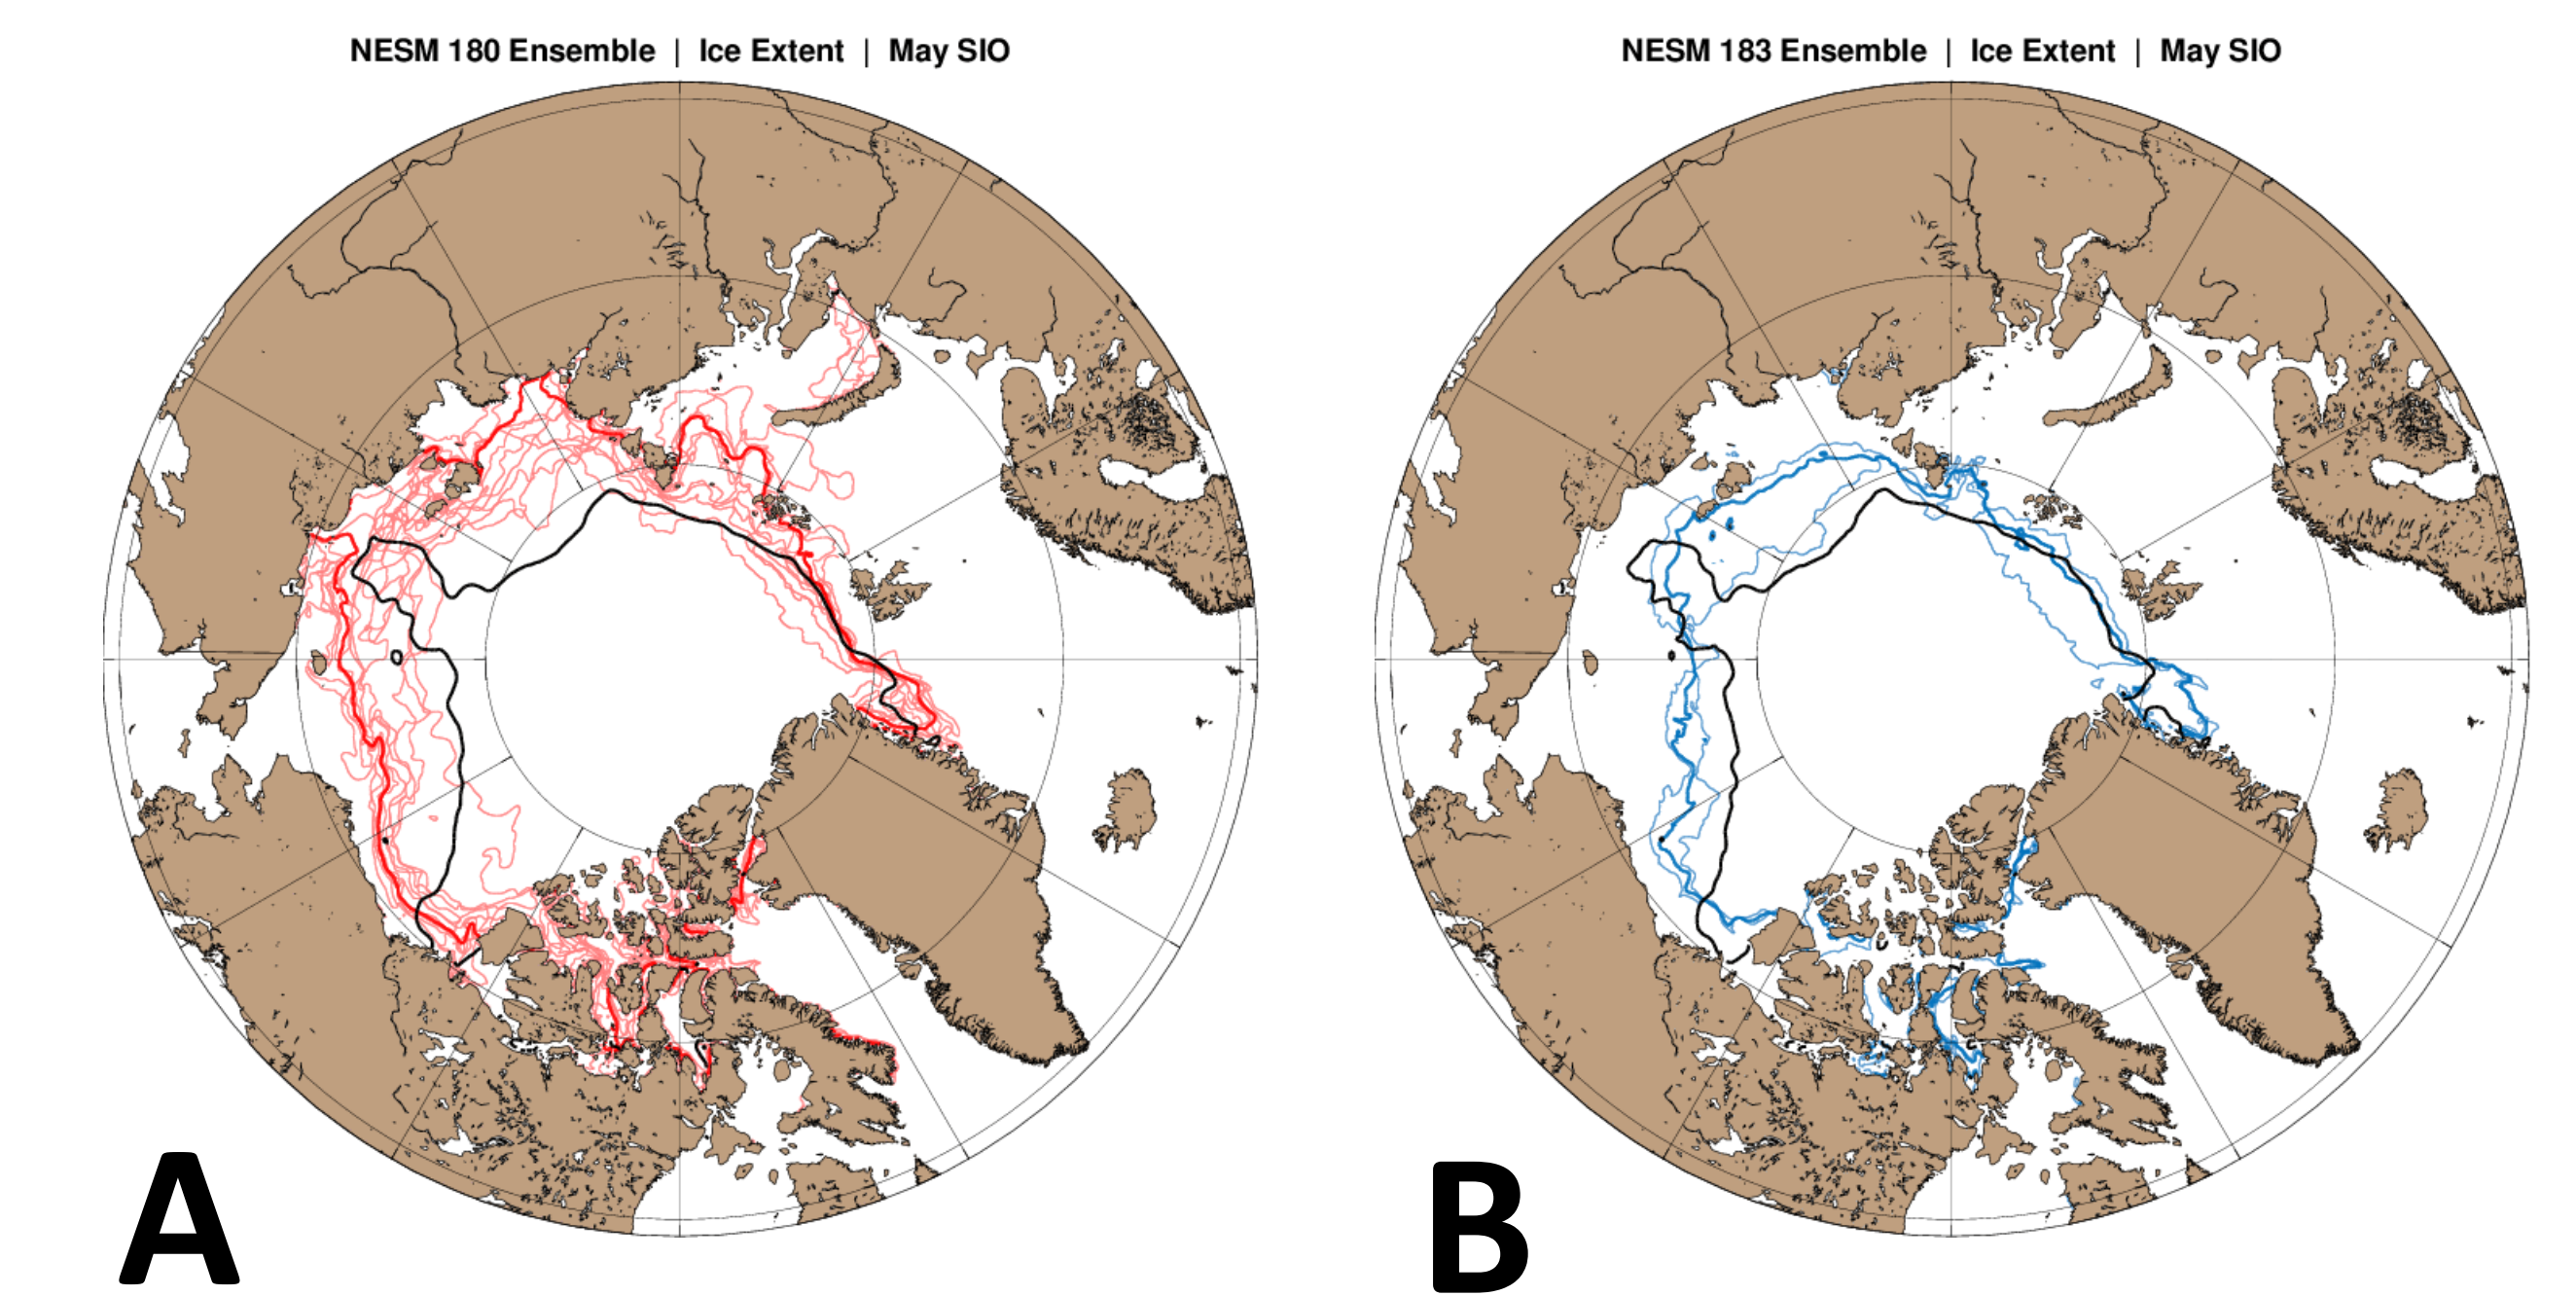 NESM 180 Ensemble | Ice Extent | May SIO
NESM 183 Ensemble | Ice Extent | May SIO
A
B